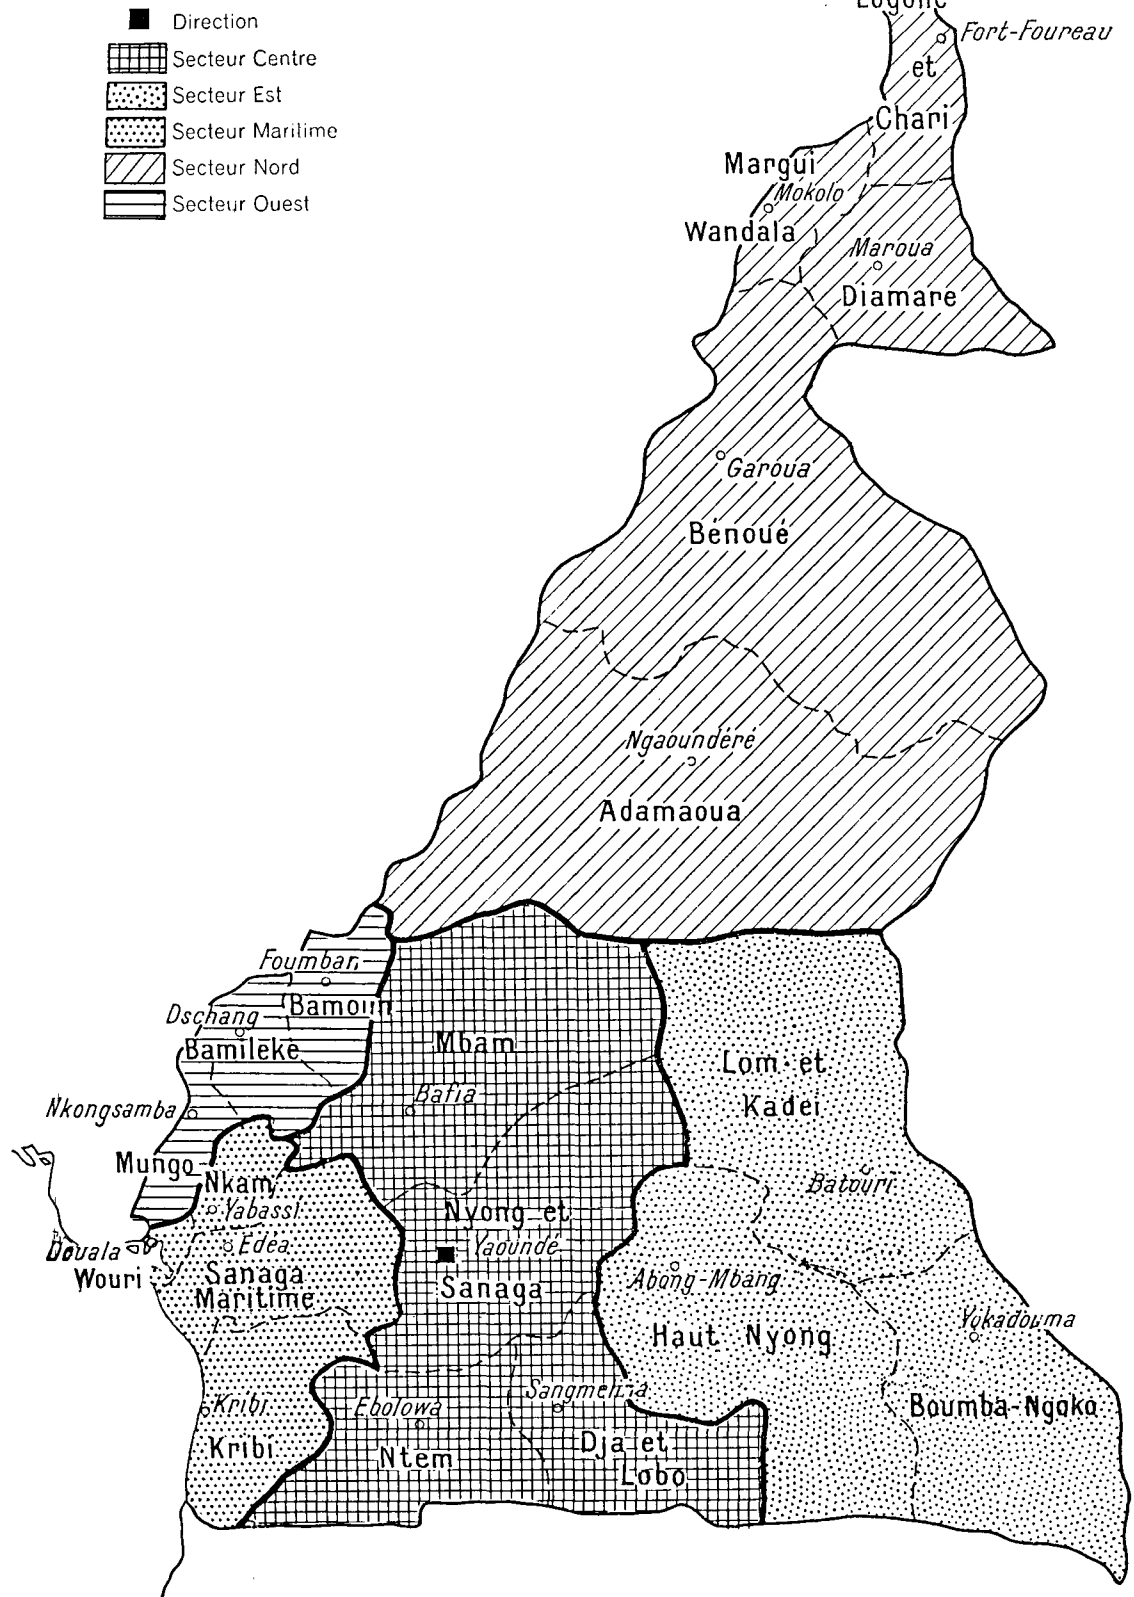 Direction
Secteur Centre
Secteur Est
Secteur Maritime
Secteur Nord
Secteur Ouest
Logone
Fort-Foureau
et
Chari
Margui
Mokolo
Wandala
Maroua
Diamare
Garoua
Bénoué
Ngaoundéré
Adamaoua
Foumban
Bamoun
Dschang
Bamileke
Mbam
Lom et
Kadei
Bafia
Nkongsamba
Mungo
Nkam
Yabassi
Batouri
Nyong et
Yaoundé
Sanaga
Douala
Wouri
Edea
Sanaga
Maritime
Abong-Mbang
Haut Nyong
Yokadouma
Kribi
Kribi
Ebolowa
Ntem
Sangmelima
Dja et
Lobo
Boumba-Ngoko